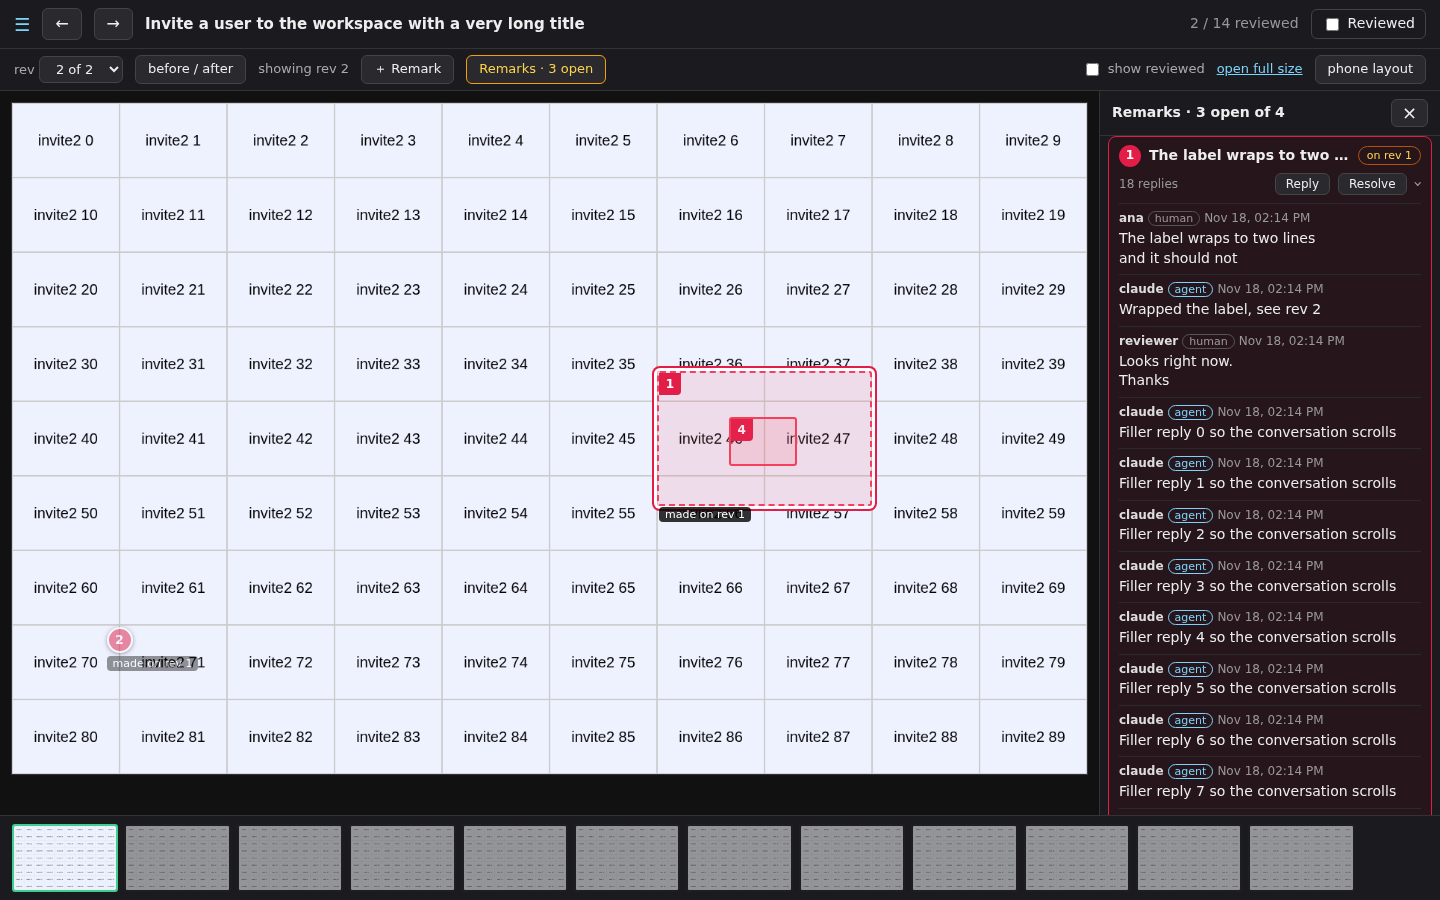 ☰ ← → Invite a user to the workspace with a very long title 2 / 14 reviewed Reviewed
rev 2 of 2 before / after showing rev 2 + Remark Remarks · 3 open show reviewed open full size phone layout
invite2 0 invite2 1 invite2 2 invite2 3 invite2 4 invite2 5 invite2 6 invite2 7 invite2 8 invite2 9
invite2 10 invite2 11 invite2 12 invite2 13 invite2 14 invite2 15 invite2 16 invite2 17 invite2 18 invite2 19
invite2 20 invite2 21 invite2 22 invite2 23 invite2 24 invite2 25 invite2 26 invite2 27 invite2 28 invite2 29
invite2 30 invite2 31 invite2 32 invite2 33 invite2 34 invite2 35 invite2 36 invite2 37 invite2 38 invite2 39
1
4
invite2 40 invite2 41 invite2 42 invite2 43 invite2 44 invite2 45 invite2 invite2 47 invite2 48 invite2 49
invite2 50 invite2 51 invite2 52 invite2 53 invite2 54 invite2 55 made on rev 1 invite2 57 invite2 58 invite2 59
invite2 60 invite2 61 invite2 62 invite2 63 invite2 64 invite2 65 invite2 66 invite2 67 invite2 68 invite2 69
2
invite2 70 made on rev 1 invite2 71 invite2 72 invite2 73 invite2 74 invite2 75 invite2 76 invite2 77 invite2 78 invite2 79
invite2 80 invite2 81 invite2 82 invite2 83 invite2 84 invite2 85 invite2 86 invite2 87 invite2 88 invite2 89
Remarks · 3 open of 4 ×
1 The label wraps to two … on rev 1
18 replies Reply Resolve
ana human Nov 18, 02:14 PM
The label wraps to two lines
and it should not
claude agent Nov 18, 02:14 PM
Wrapped the label, see rev 2
reviewer human Nov 18, 02:14 PM
Looks right now.
Thanks
claude agent Nov 18, 02:14 PM
Filler reply 0 so the conversation scrolls
claude agent Nov 18, 02:14 PM
Filler reply 1 so the conversation scrolls
claude agent Nov 18, 02:14 PM
Filler reply 2 so the conversation scrolls
claude agent Nov 18, 02:14 PM
Filler reply 3 so the conversation scrolls
claude agent Nov 18, 02:14 PM
Filler reply 4 so the conversation scrolls
claude agent Nov 18, 02:14 PM
Filler reply 5 so the conversation scrolls
claude agent Nov 18, 02:14 PM
Filler reply 6 so the conversation scrolls
claude agent Nov 18, 02:14 PM
Filler reply 7 so the conversation scrolls